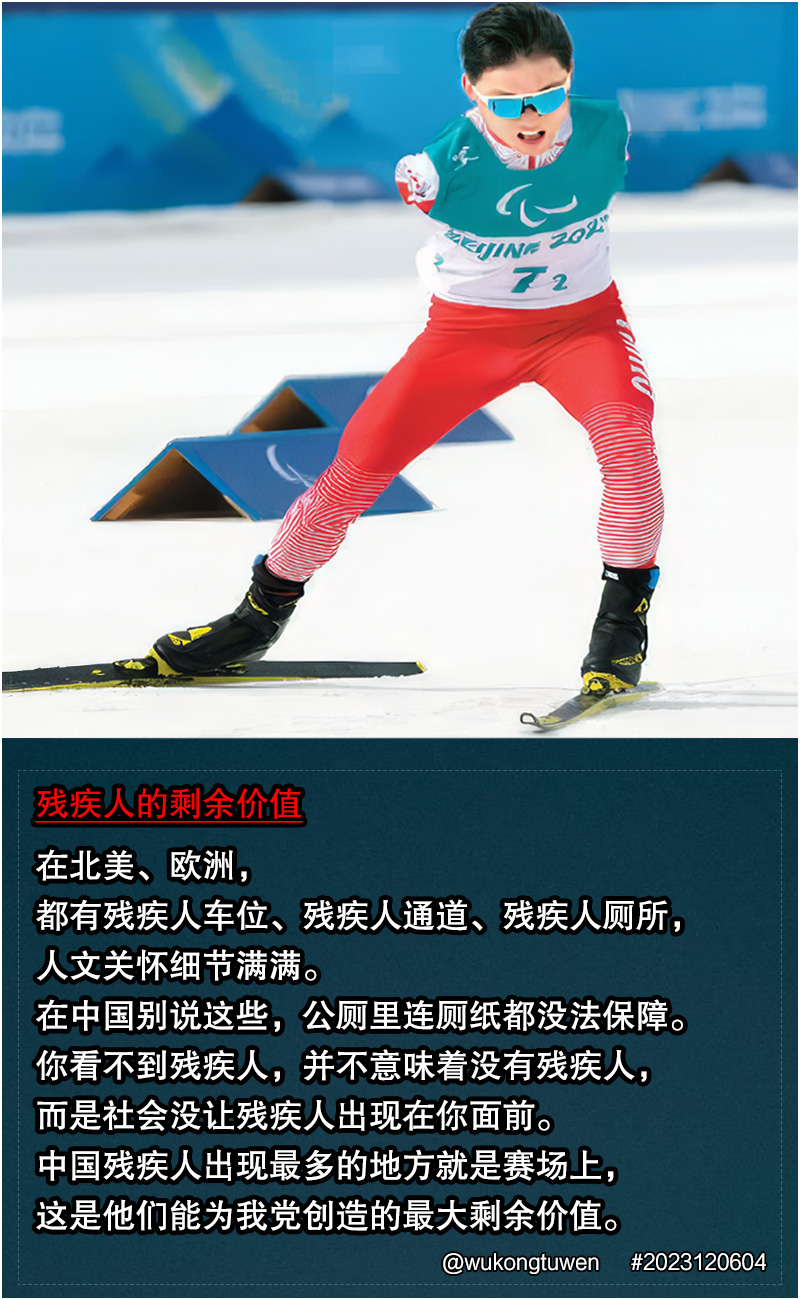 BEIJING 202
7 2
残疾人的剩余价值
在北美、欧洲，
都有残疾人车位、残疾人通道、残疾人厕所，
人文关怀细节满满。
在中国别说这些，公厕里连厕纸都没法保障。
你看不到残疾人，并不意味着没有残疾人，
而是社会没让残疾人出现在你面前。
中国残疾人出现最多的地方就是赛场上，
这是他们能为我党创造的最大剩余价值。
@wukongtuwen #2023120604